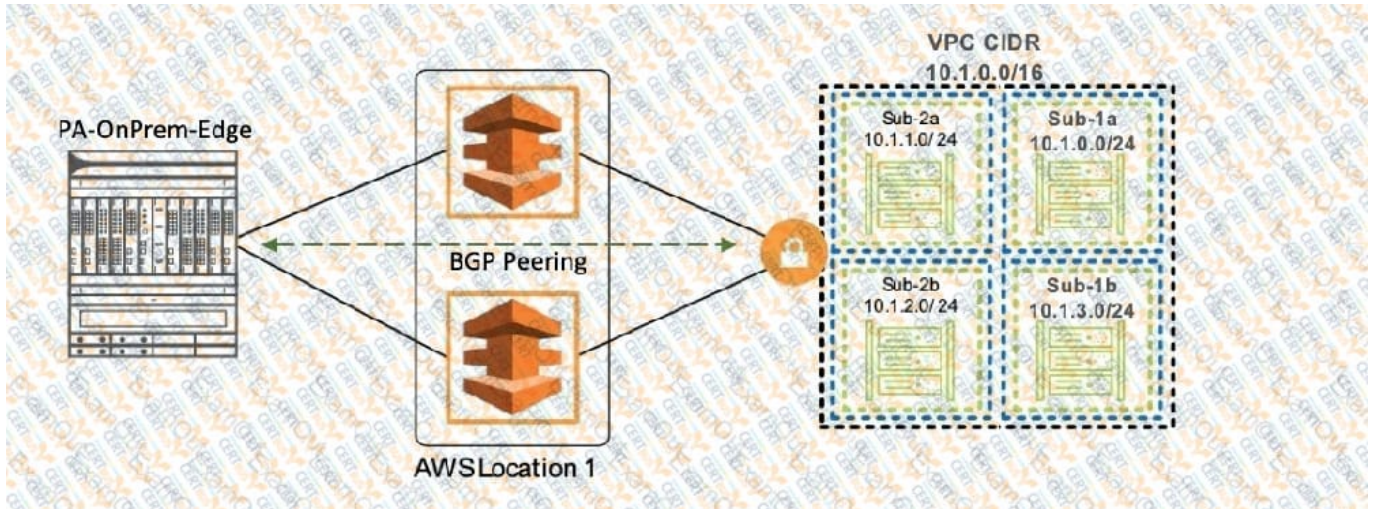 VPC CIDR
10.1.0.0/16
PA-OnPrem-Edge
Sub-2a
10.1.1.0/24
Sub-1a
10.1.0.0/24
BGP Peering
Sub-2b
10.1.2.0/24
Sub-1b
10.1.3.0/24
AWSLocation 1